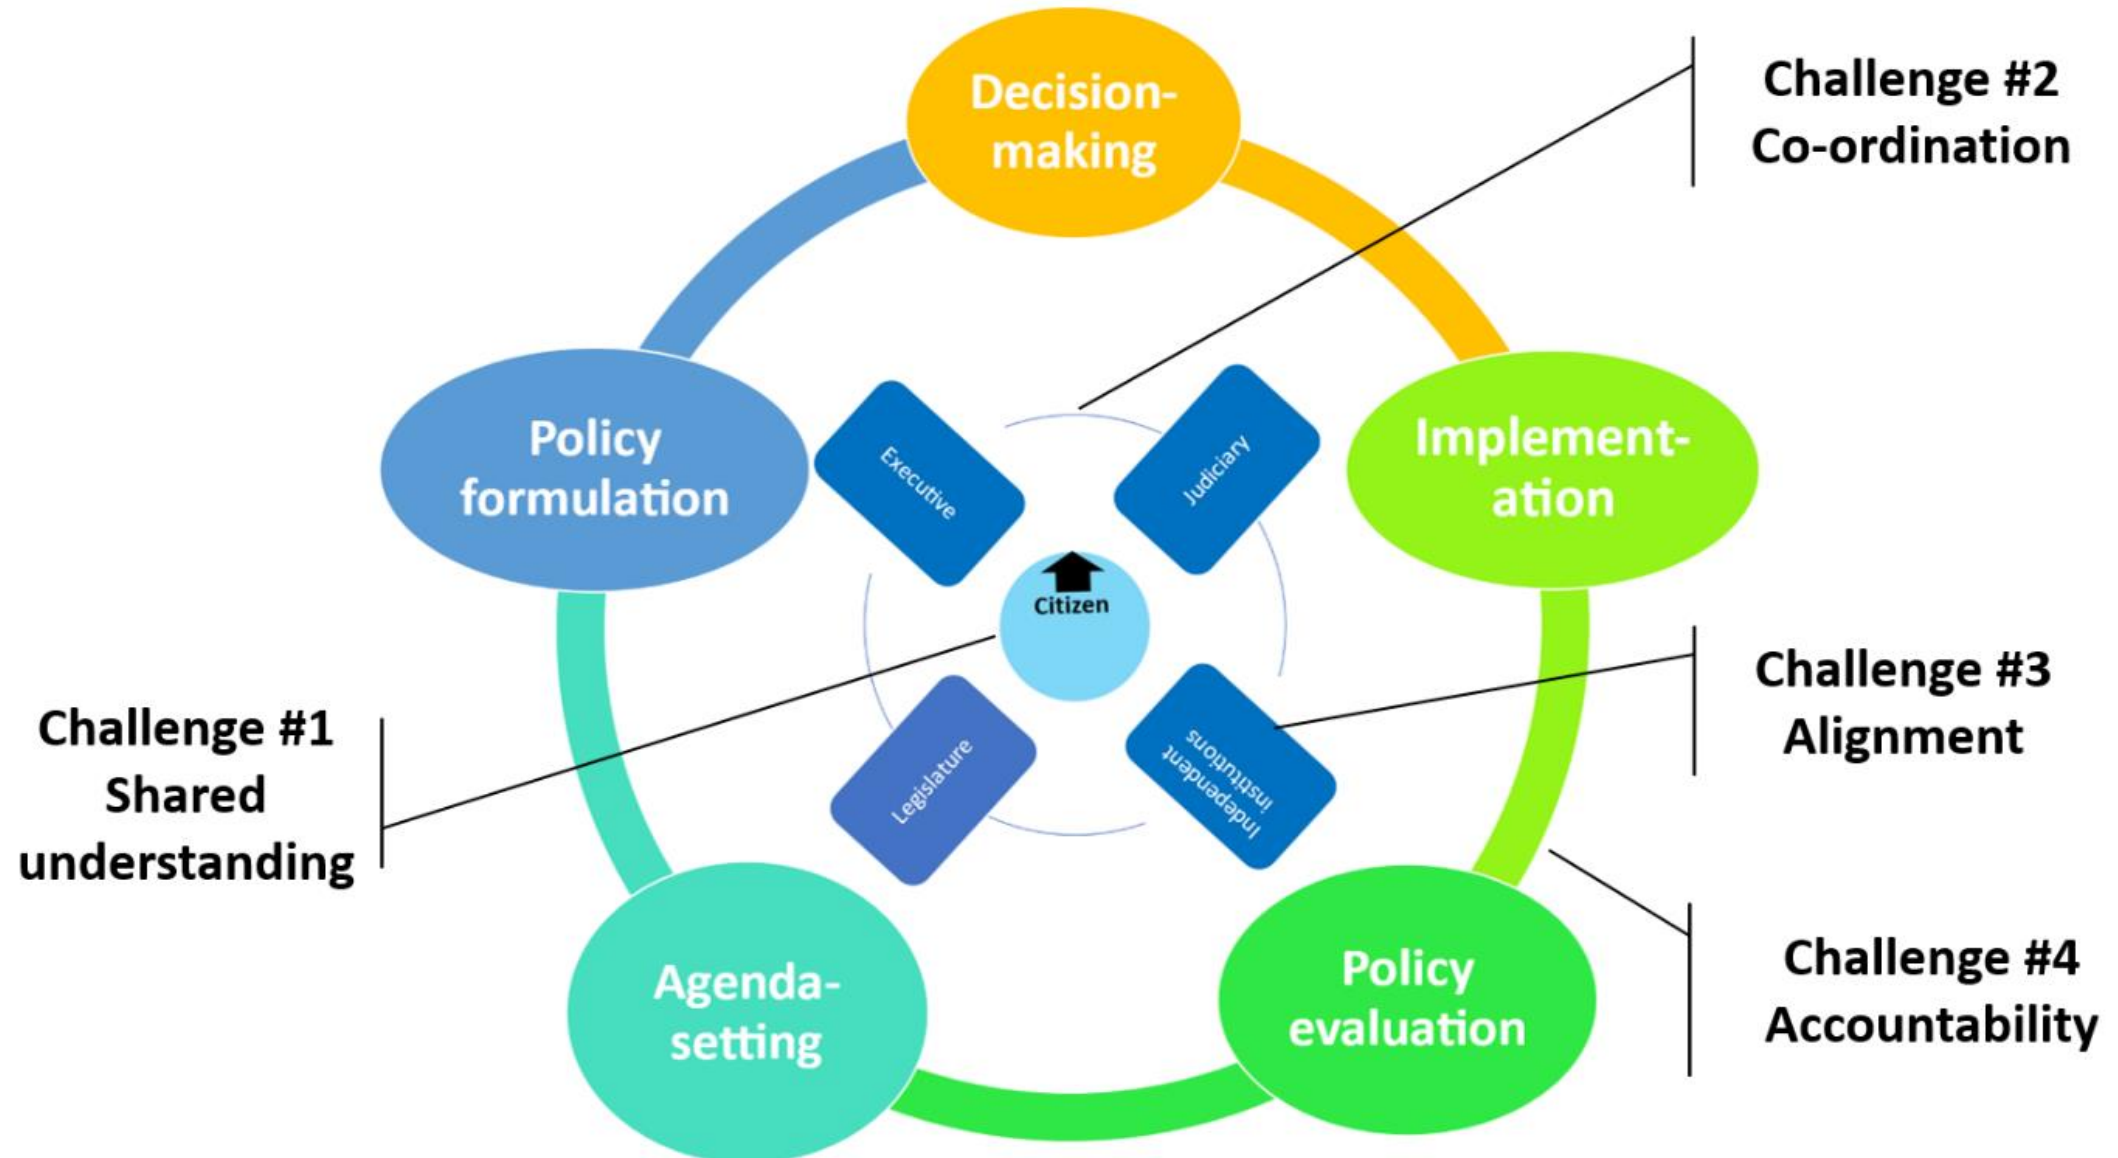 Decision-
making
Challenge #2
Co-ordination
Policy
formulation
Executive
Judiciary
Implement-
ation
Citizen
Challenge #1
Shared
understanding
Legislature
Independent
institutions
Challenge #3
Alignment
Agenda-
setting
Policy
evaluation
Challenge #4
Accountability